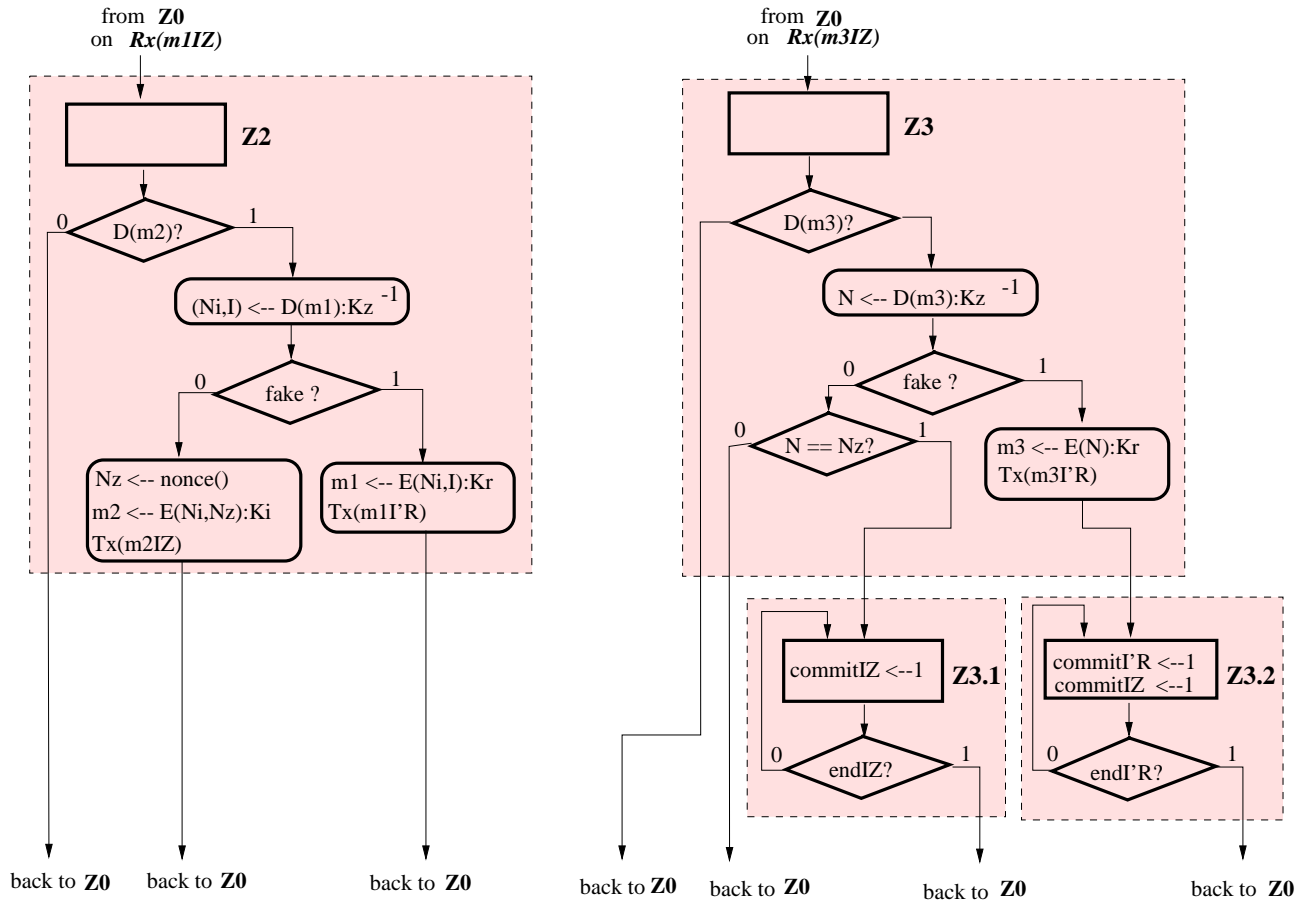 from Z0
on Rx(m1IZ)
Z2
0
1
D(m2)?
(Ni,I) <-- D(m1):Kz -1
0
1
fake ?
Nz <-- nonce()
m2 <-- E(Ni,Nz):Ki
Tx(m2IZ)
m1 <-- E(Ni,I):Kr
Tx(m1I'R)
back to Z0
back to Z0
back to Z0
from Z0
on Rx(m3IZ)
Z3
D(m3)?
N <-- D(m3):Kz -1
0
1
fake ?
0
1
N == Nz?
m3 <-- E(N):Kr
Tx(m3I'R)
commitIZ <--1
Z3.1
0
1
endIZ?
commitI'R <--1
commitIZ <--1
Z3.2
0
1
endI'R?
back to Z0
back to Z0
back to Z0
back to Z0